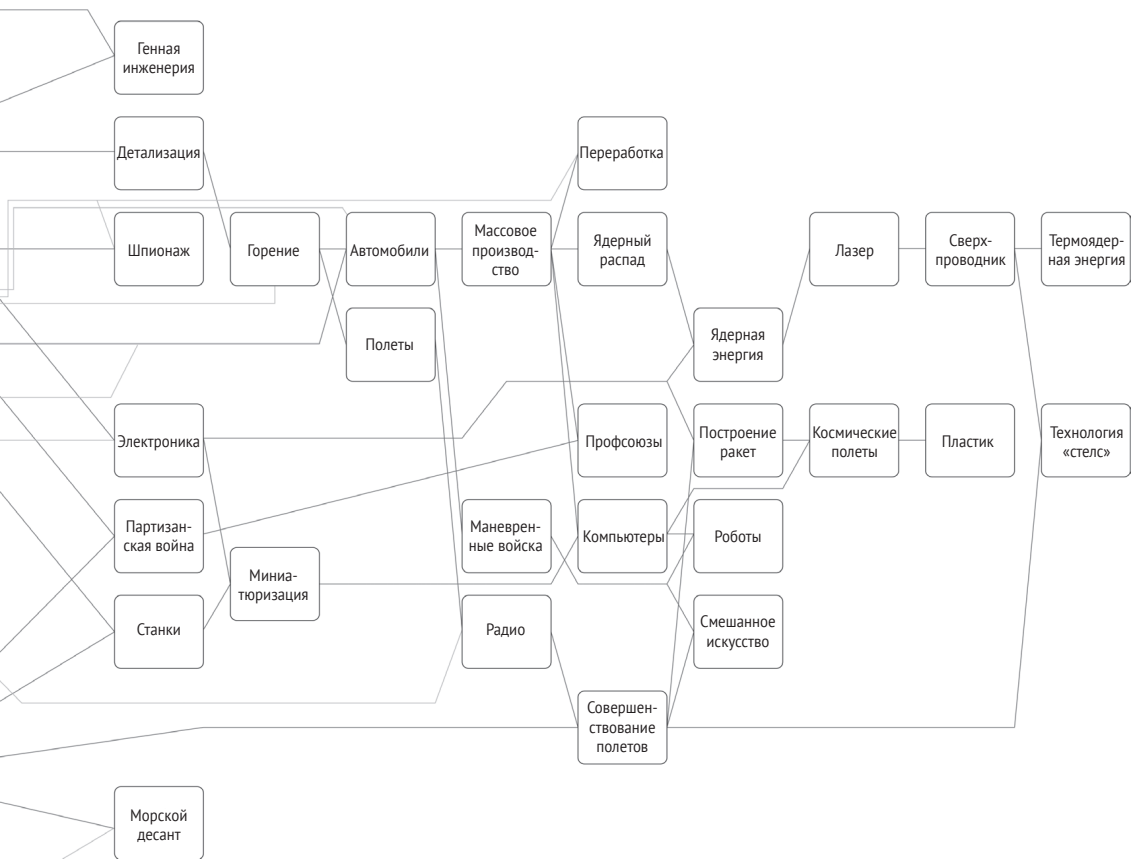 Генная
инженерия
Детализация
Переработка
Шпионаж
Горение
Автомобили
Массовое
производ-
ство
Ядерный
распад
Лазер
Сверх-
проводник
Термоядер-
ная энергия
Полеты
Ядерная
энергия
Электроника
Профсоюзы
Построение
ракет
Космические
полеты
Пластик
Технология
«стелс»
Партизан-
ская война
Маневрен-
ные войска
Компьютеры
Роботы
Миниа-
тюризация
Станки
Радио
Смешанное
искусство
Совершен-
ствование
полетов
Морской
десант